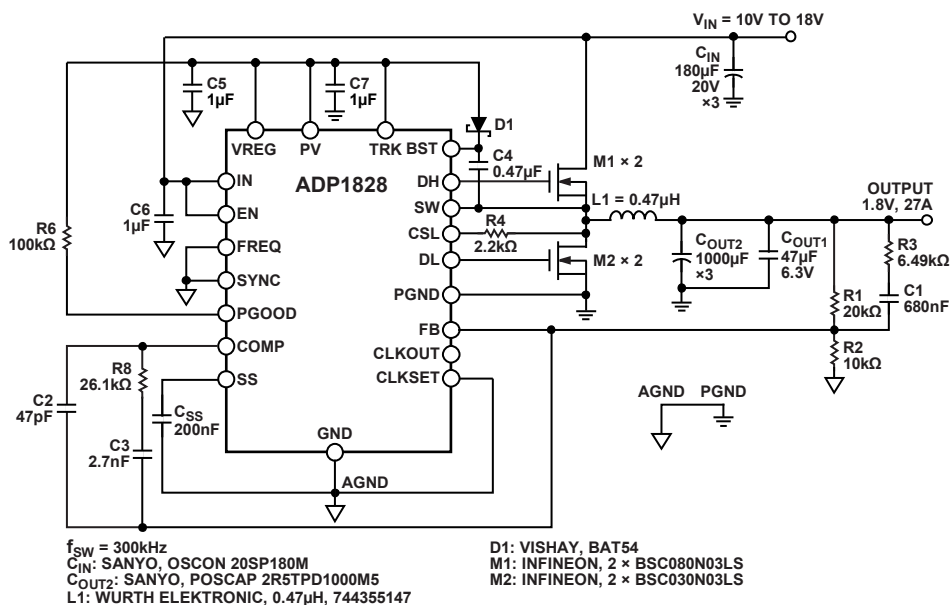 V_IN = 10V TO 18V
C_IN
180µF
20V
×3
C5
1µF
C7
1µF
D1
VREG
PV
TRK
BST
C4
0.47µF
M1 × 2
ADP1828
IN
DH
L1 = 0.47µH
OUTPUT
1.8V, 27A
C6
1µF
EN
SW
R6
100kΩ
FREQ
CSL
R4
2.2kΩ
C_OUT2
1000µF
×3
C_OUT1
47µF
6.3V
R3
6.49kΩ
SYNC
DL
M2 × 2
PGOOD
PGND
R1
20kΩ
C1
680nF
COMP
FB
R8
26.1kΩ
SS
CLKOUT
CLKSET
R2
10kΩ
C2
47pF
C_SS
200nF
AGND
PGND
C3
2.7nF
GND
AGND
f_SW = 300kHz
C_IN: SANYO, OSCON 20SP180M
C_OUT2: SANYO, POSCAP 2R5TPD1000M5
L1: WURTH ELEKTRONIC, 0.47µH, 744355147
D1: VISHAY, BAT54
M1: INFINEON, 2 × BSC080N03LS
M2: INFINEON, 2 × BSC030N03LS